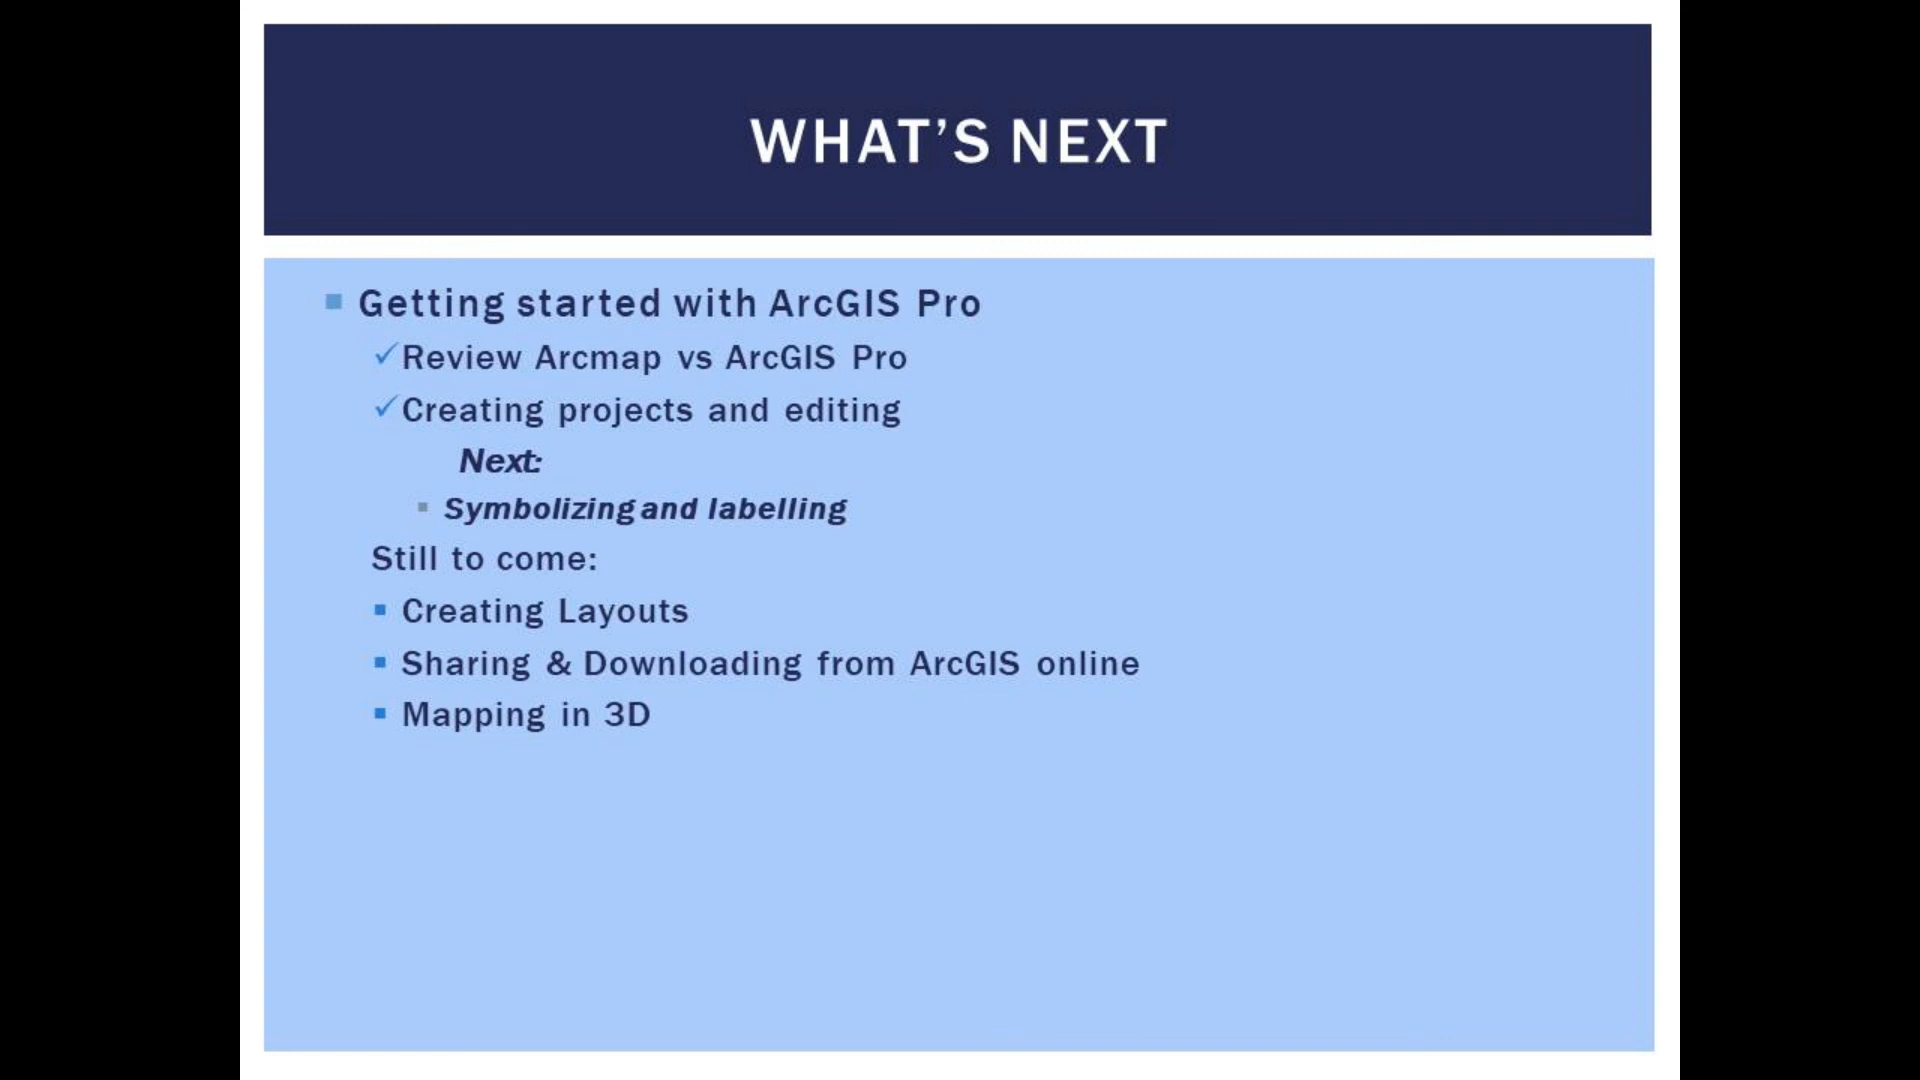 WHAT'S NEXT
Getting started with ArcGIS Pro
Review Arcmap vs ArcGIS Pro
Creating projects and editing
Next:
Symbolizing and labelling
Still to come:
Creating Layouts
Sharing & Downloading from ArcGIS online
Mapping in 3D